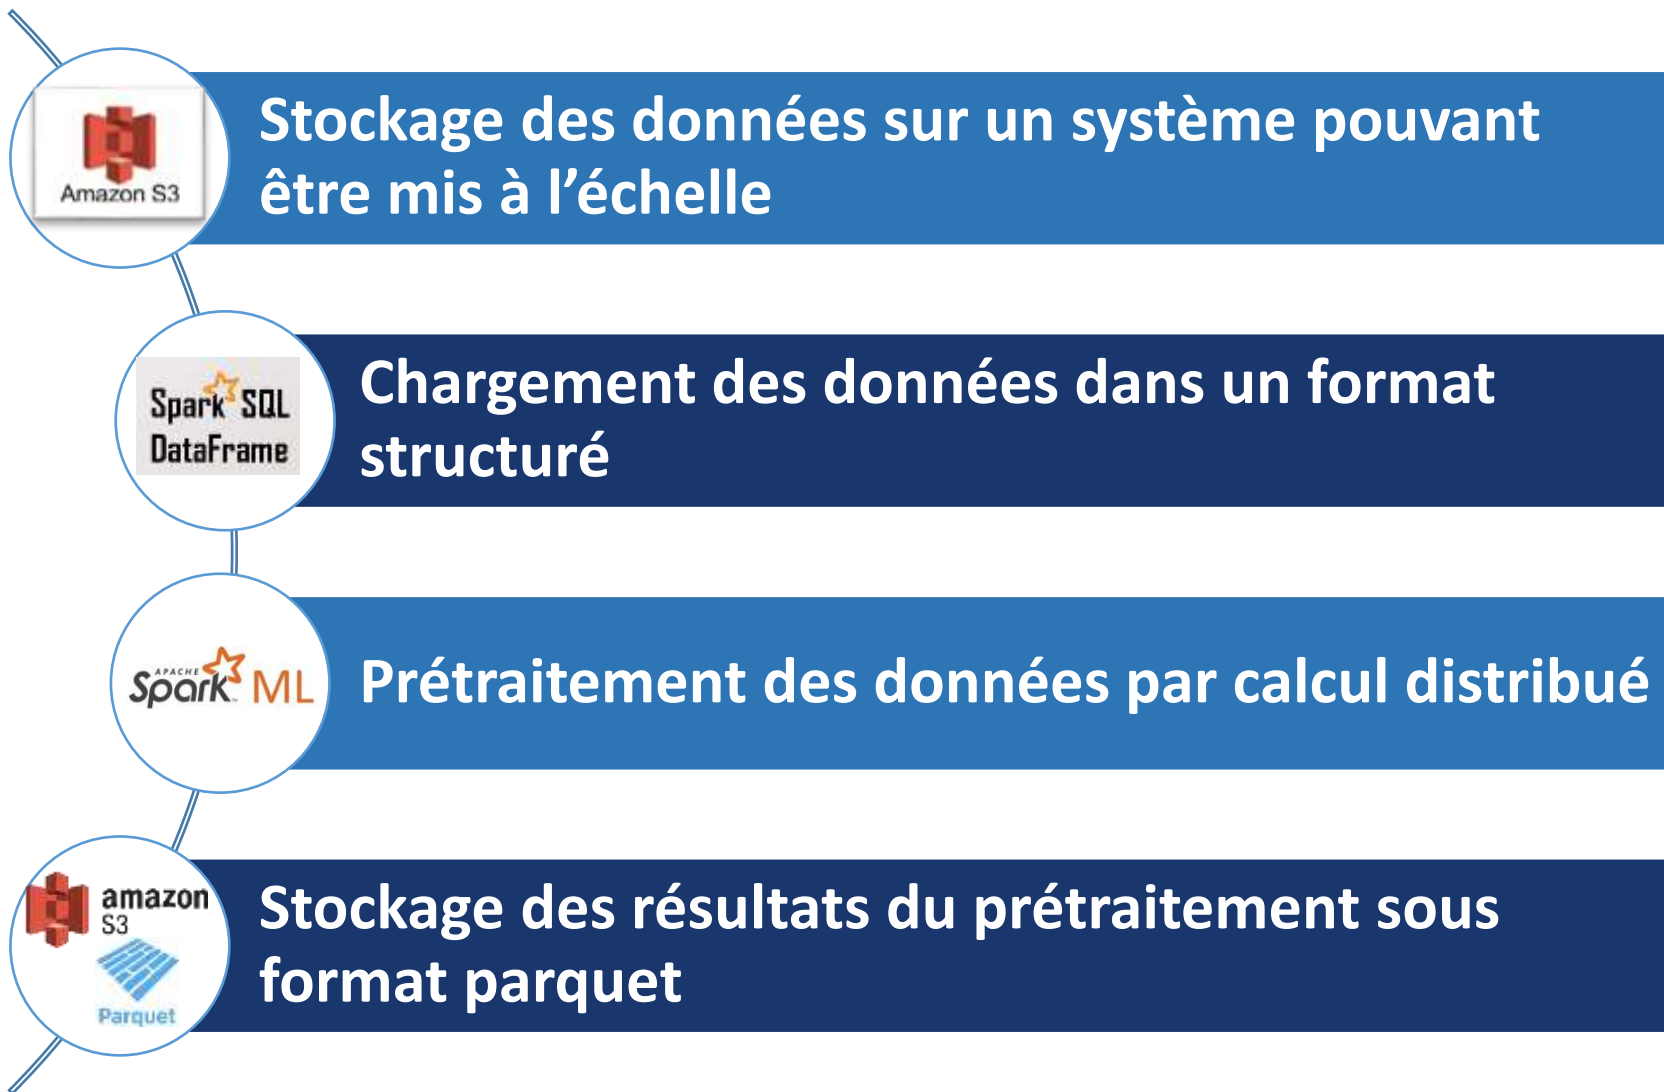 Amazon S3
Stockage des données sur un système pouvant
être mis à l’échelle
Spark SQL
DataFrame
Chargement des données dans un format
structuré
APACHE
Spark ML
Prétraitement des données par calcul distribué
amazon
S3
Parquet
Stockage des résultats du prétraitement sous
format parquet